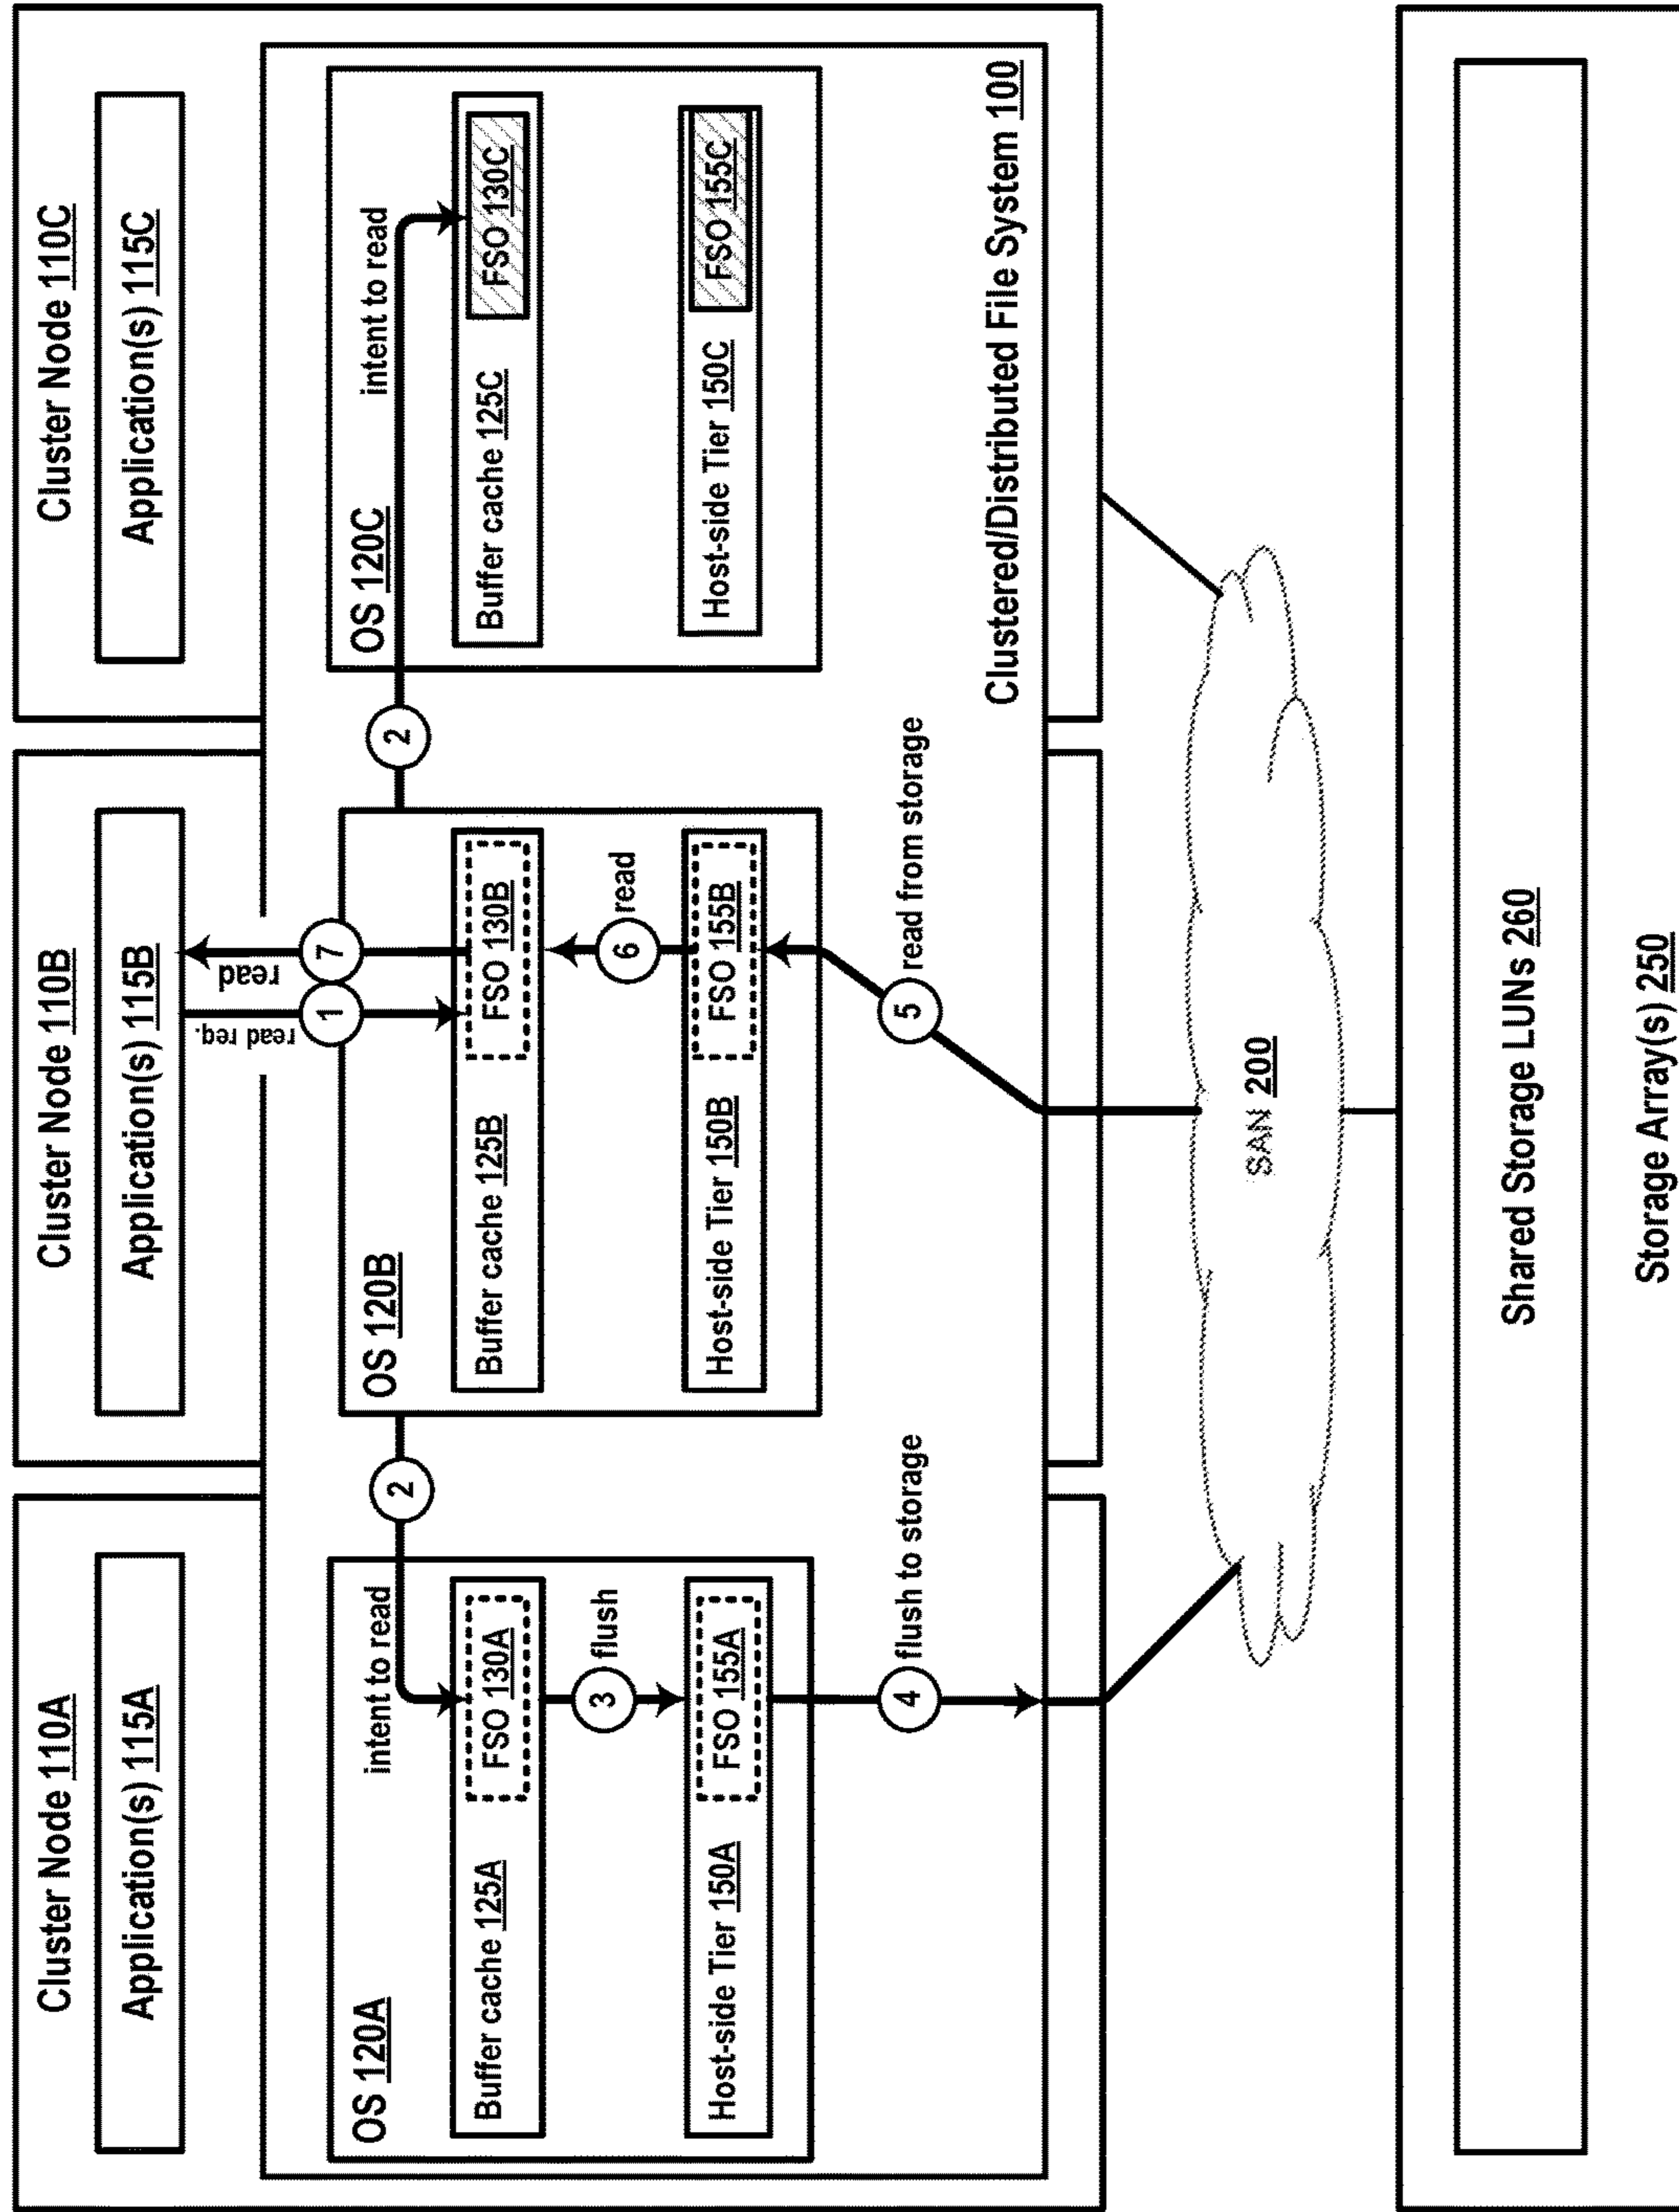 Cluster Node 110A
Application(s) 115A
OS 120A
intent to read
Buffer cache 125A
FSO 130A
3
flush
Host-side Tier 150A
FSO 155A
4
flush to storage
2
Cluster Node 110B
Application(s) 115B
read req.
read
1
7
OS 120B
Buffer cache 125B
FSO 130B
6
read
Host-side Tier 150B
FSO 155B
5
read from storage
2
Cluster Node 110C
Application(s) 115C
OS 120C
intent to read
Buffer cache 125C
FSO 130C
Host-side Tier 150C
FSO 155C
Clustered/Distributed File System 100
SAN 200
Shared Storage LUNs 260
Storage Array(s) 250